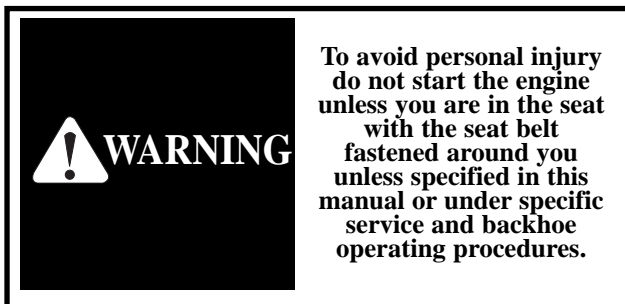 WARNING
To avoid personal injury
do not start the engine
unless you are in the seat
with the seat belt
fastened around you
unless specified in this
manual or under specific
service and backhoe
operating procedures.